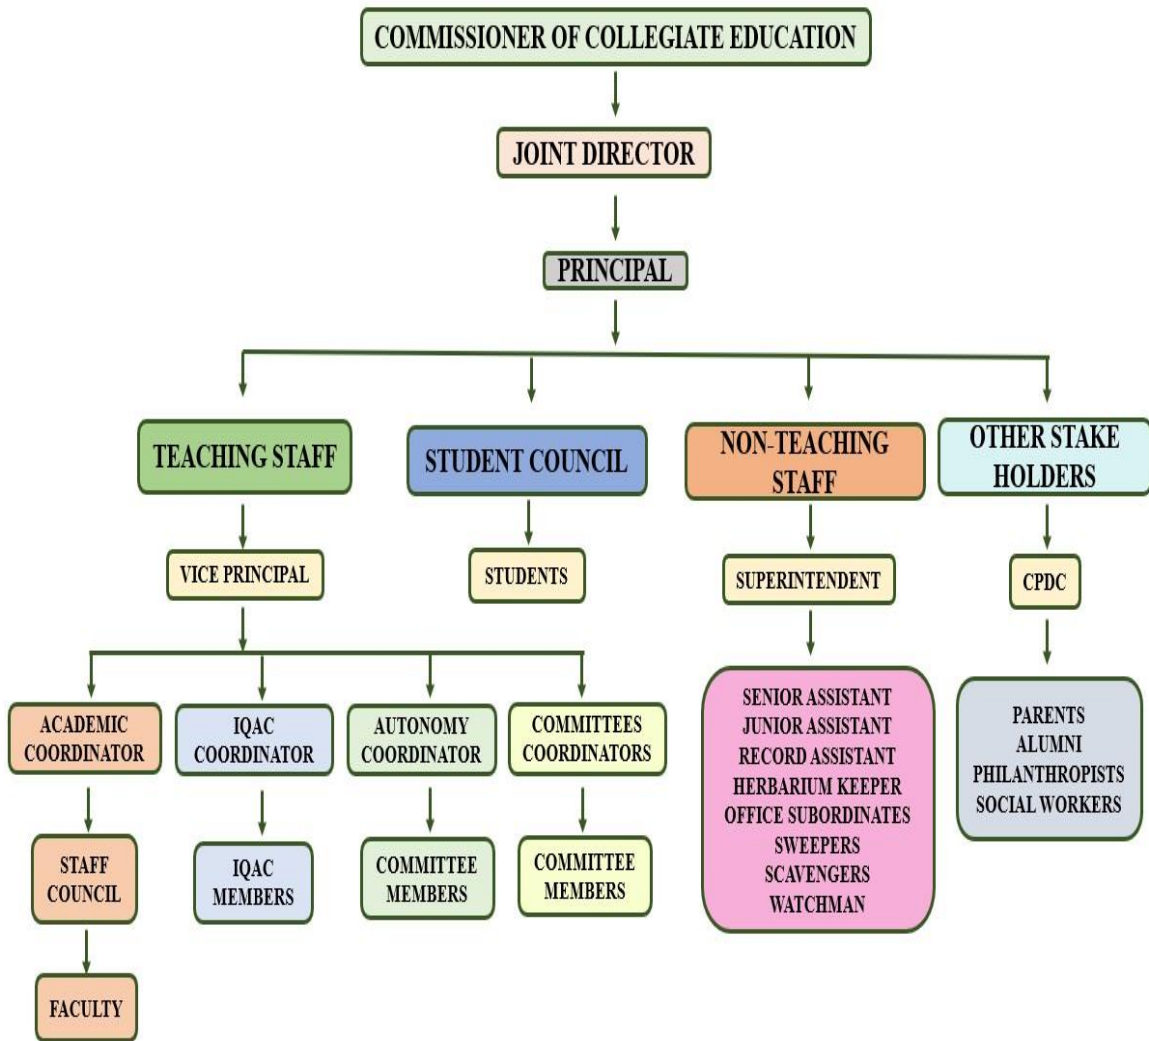 COMMISSIONER OF COLLEGIATE EDUCATION
JOINT DIRECTOR
PRINCIPAL
TEACHING STAFF
STUDENT COUNCIL
NON-TEACHING
STAFF
OTHER STAKE
HOLDERS
VICE PRINCIPAL
STUDENTS
SUPERINTENDENT
CPDC
ACADEMIC
COORDINATOR
IQAC
COORDINATOR
AUTONOMY
COORDINATOR
COMMITTEES
COORDINATORS
SENIOR ASSISTANT
JUNIOR ASSISTANT
RECORD ASSISTANT
HERBARIUM KEEPER
OFFICE SUBORDINATES
SWEEPERS
SCAVENGERS
WATCHMAN
PARENTS
ALUMNI
PHILANTHROPISTS
SOCIAL WORKERS
STAFF
COUNCIL
IQAC
MEMBERS
COMMITTEE
MEMBERS
COMMITTEE
MEMBERS
FACULTY